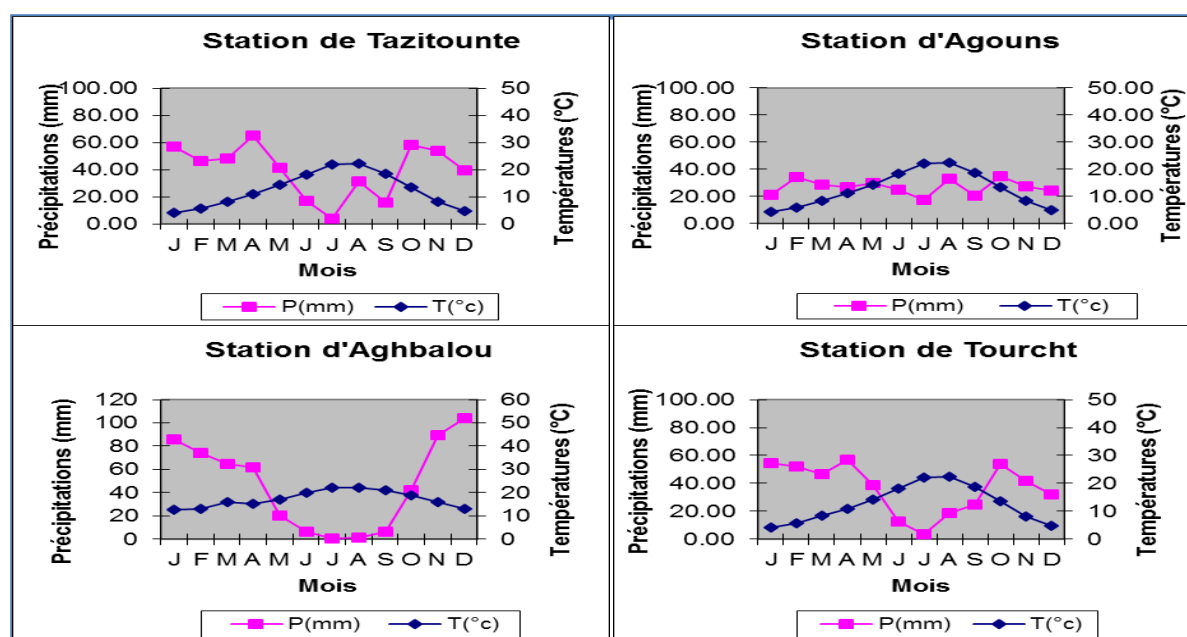 Station de Tazitounte
Précipitations (mm)
100.00
80.00
60.00
40.00
20.00
0.00
50
40
30
20
10
0
Températures (°C)
J F M A M J J A S O N D
Mois
P(mm) T(°c)
Station d'Agouns
Précipitations (mm)
100.00
80.00
60.00
40.00
20.00
0.00
50.00
40.00
30.00
20.00
10.00
0.00
Températures (°C)
J F M A M J J A S O N D
Mois
P(mm) T(°c)
Station d'Aghbalou
Précipitations (mm)
120
100
80
60
40
20
0
60
50
40
30
20
10
0
Températures (°C)
J F M A M J J A S O N D
Mois
P(mm) T(°c)
Station de Tourcht
Précipitations (mm)
100.00
80.00
60.00
40.00
20.00
0.00
50
40
30
20
10
0
Températures (°C)
J F M A M J J A S O N D
Mois
P(mm) T(°c)